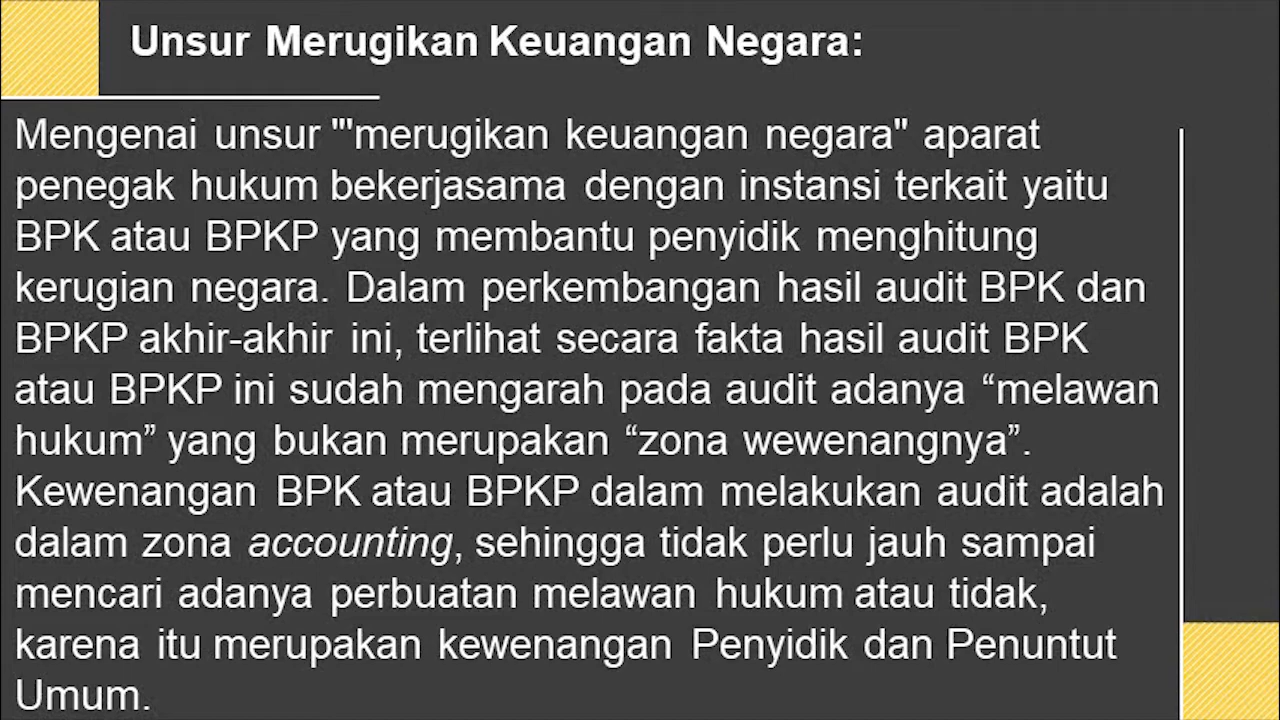 Unsur Merugikan Keuangan Negara:
Mengenai unsur "'merugikan keuangan negara" aparat
penegak hukum bekerjasama dengan instansi terkait yaitu
BPK atau BPKP yang membantu penyidik menghitung
kerugian negara. Dalam perkembangan hasil audit BPK dan
BPKP akhir-akhir ini, terlihat secara fakta hasil audit BPK
atau BPKP ini sudah mengarah pada audit adanya “melawan
hukum” yang bukan merupakan “zona wewenangnya”.
Kewenangan BPK atau BPKP dalam melakukan audit adalah
dalam zona accounting, sehingga tidak perlu jauh sampai
mencari adanya perbuatan melawan hukum atau tidak,
karena itu merupakan kewenangan Penyidik dan Penuntut
Umum.